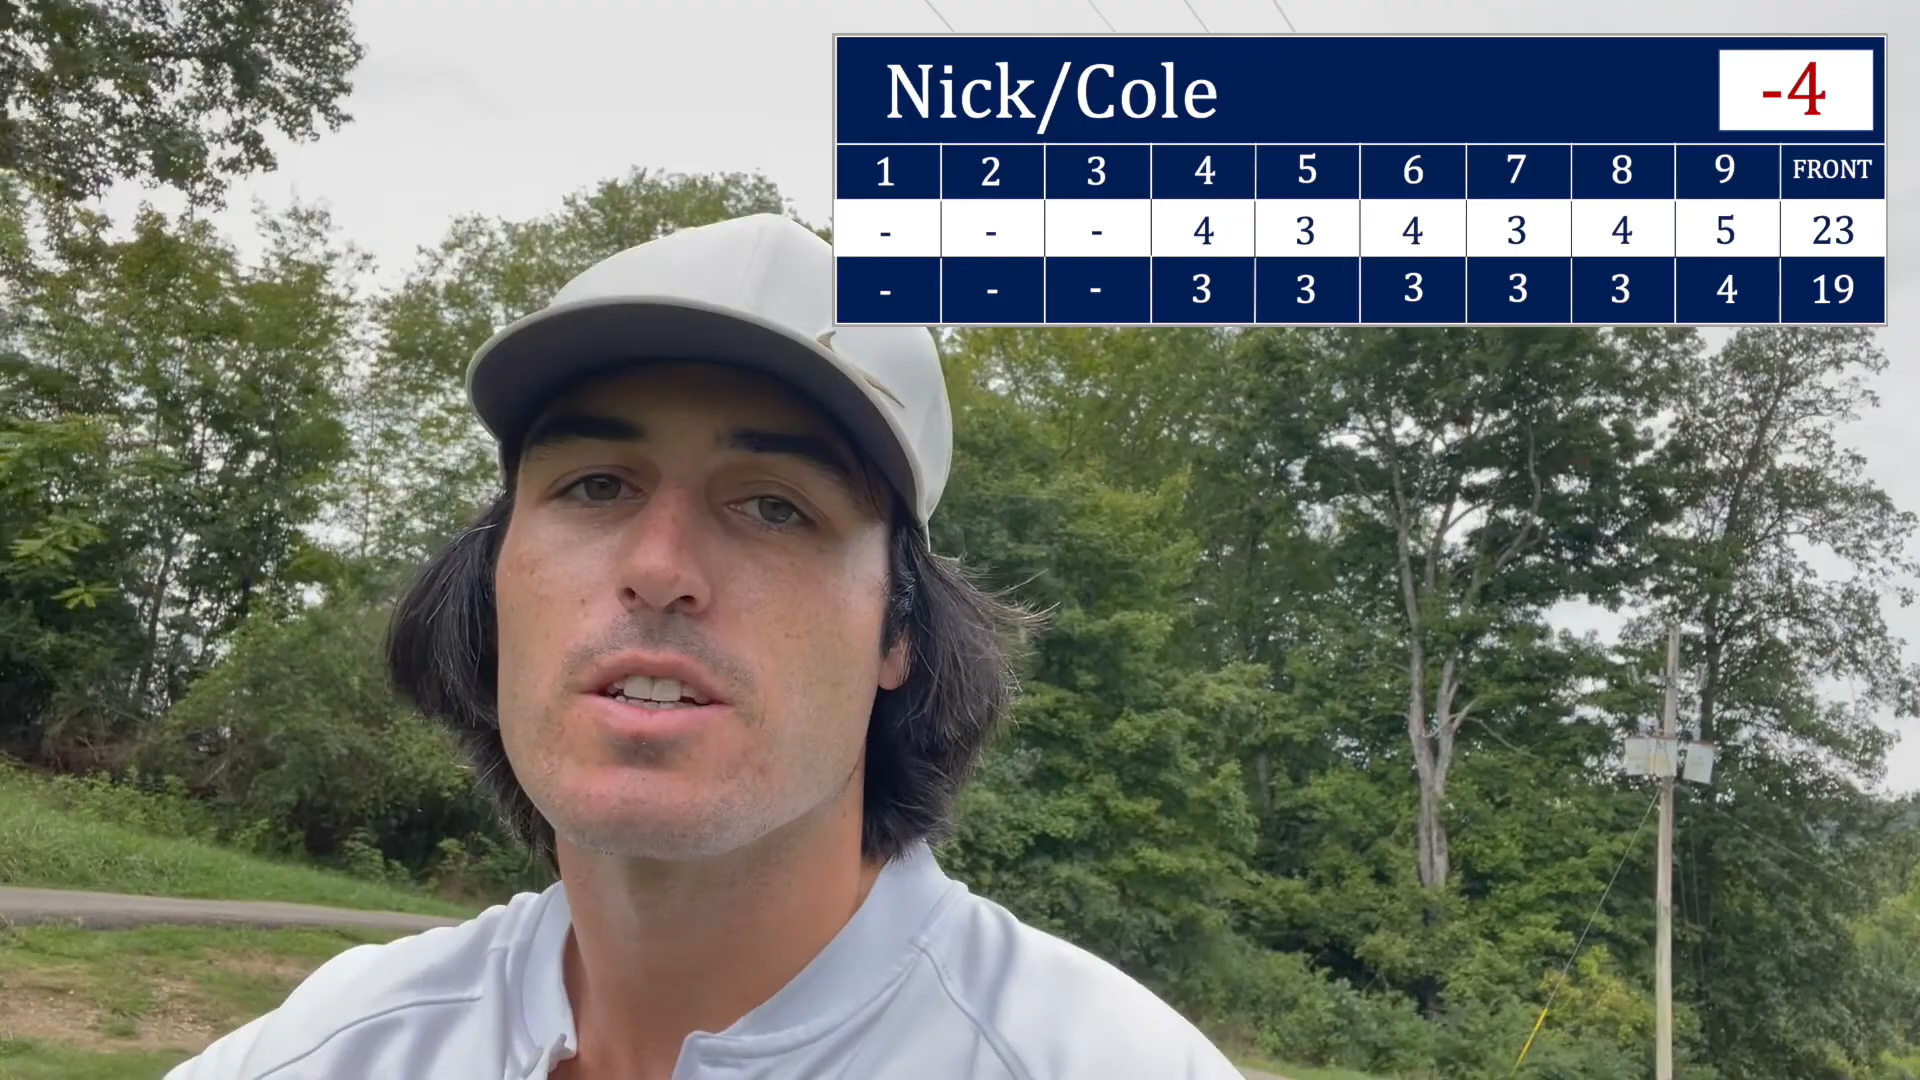 Nick/Cole -4
1 2 3 4 5 6 7 8 9 FRONT
- - - 4 3 4 3 4 5 23
- - - 3 3 3 3 3 4 19